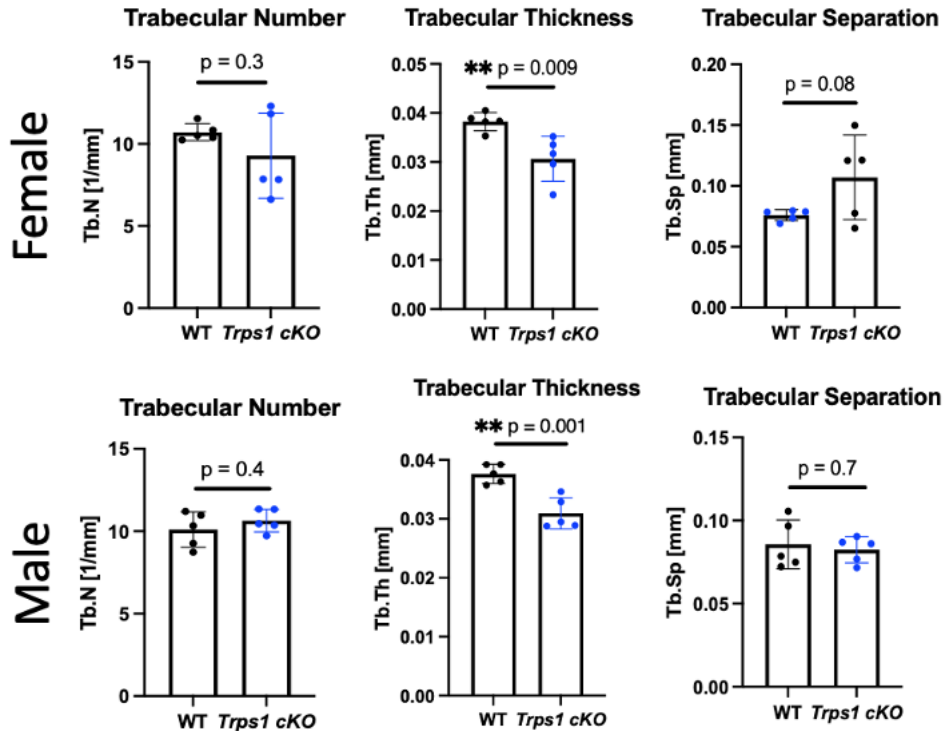 Trabecular Number
Trabecular Thickness
Trabecular Separation
Female
Tb.N [1/mm]
15
10
5
0
p = 0.3
WT Trps1 cKO
Tb.Th [mm]
0.05
0.04
0.03
0.02
0.01
0.00
** p = 0.009
WT Trps1 cKO
Tb.Sp [mm]
0.20
0.15
0.10
0.05
0.00
p = 0.08
WT Trps1 cKO
Male
Trabecular Number
Tb.N [1/mm]
15
10
5
0
p = 0.4
WT Trps1 cKO
Trabecular Thickness
Tb.Th [mm]
0.04
0.03
0.02
0.01
0.00
** p = 0.001
WT Trps1 cKO
Trabecular Separation
Tb.Sp [mm]
0.15
0.10
0.05
0.00
p = 0.7
WT Trps1 cKO